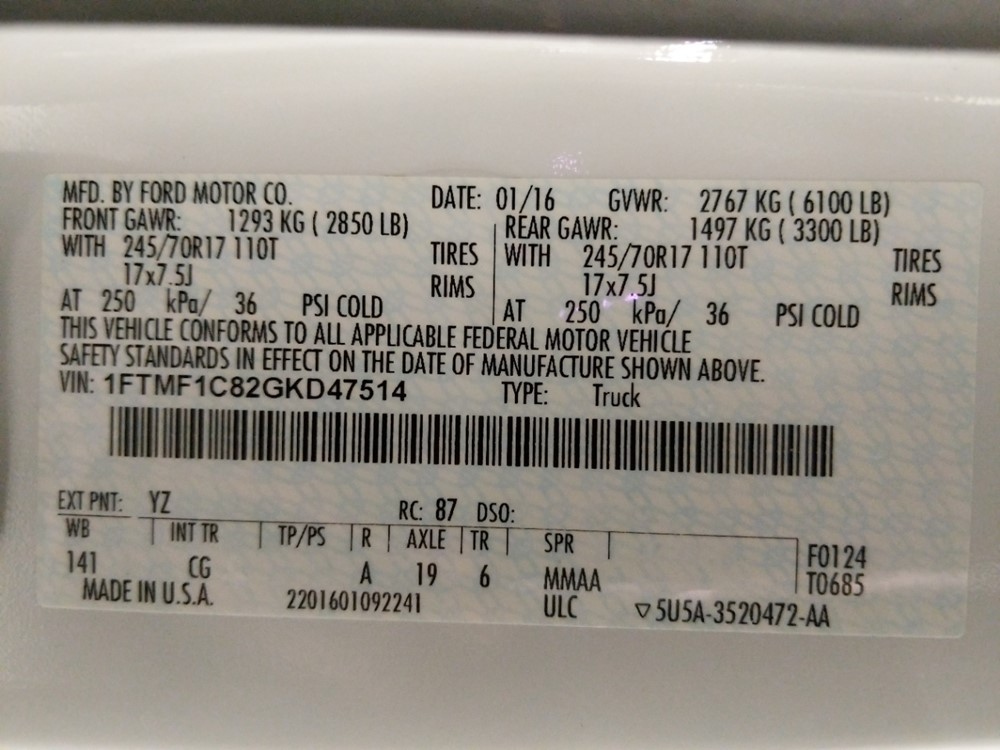 MFD. BY FORD MOTOR CO. DATE: 01/16 GVWR: 2767 KG ( 6100 LB)
FRONT GAWR: 1293 KG ( 2850 LB) REAR GAWR: 1497 KG ( 3300 LB)
WITH 245/70R17 110T TIRES WITH 245/70R17 110T TIRES
17x7.5J RIMS 17x7.5J RIMS
AT 250 kPa/ 36 PSI COLD AT 250 kPa/ 36 PSI COLD
THIS VEHICLE CONFORMS TO ALL APPLICABLE FEDERAL MOTOR VEHICLE
SAFETY STANDARDS IN EFFECT ON THE DATE OF MANUFACTURE SHOWN ABOVE.
VIN: 1FTMF1C82GKD47514 TYPE: Truck
EXT PNT: YZ RC: 87 DSO:
WB INT TR TP/PS R AXLE TR SPR F0124
141 CG A 19 6 MMAA T0685
MADE IN U.S.A. 2201601092241 ULC ▽5U5A-3520472-AA